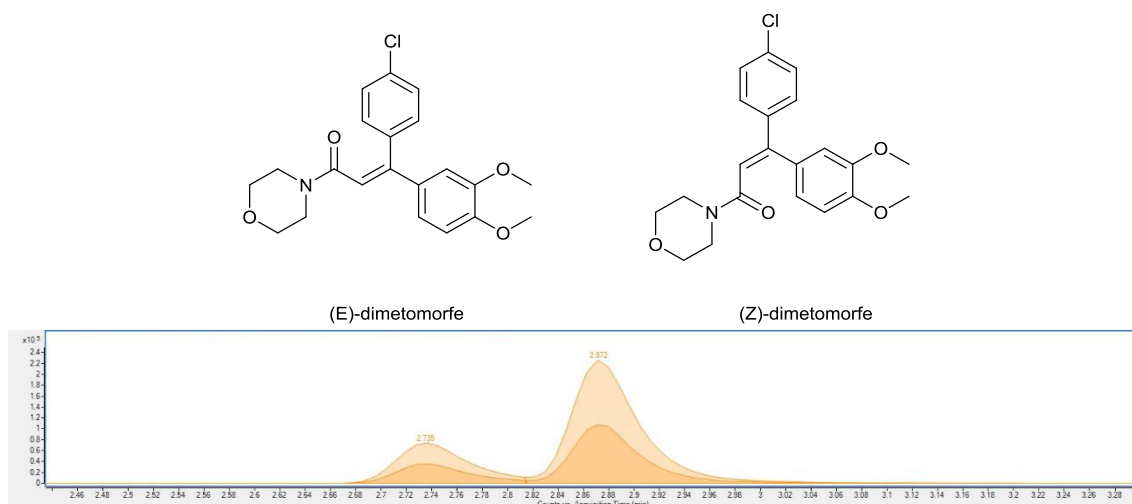 Cl
O
N
O
O
O
Cl
O
O
N
O
O
(E)-dimetomorfe
(Z)-dimetomorfe
x10 5
2.4
2.2
2
1.8
1.6
1.4
1.2
1
0.8
0.6
0.4
0.2
0
2.735
2.872
2.46 2.48 2.5 2.52 2.54 2.56 2.58 2.6 2.62 2.64 2.66 2.68 2.7 2.72 2.74 2.76 2.78 2.8 2.82 2.84 2.86 2.88 2.9 2.92 2.94 2.96 2.98 3 3.02 3.04 3.06 3.08 3.1 3.12 3.14 3.16 3.18 3.2 3.22 3.24 3.26 3.28
Counts vs. Acquisition Time (min)